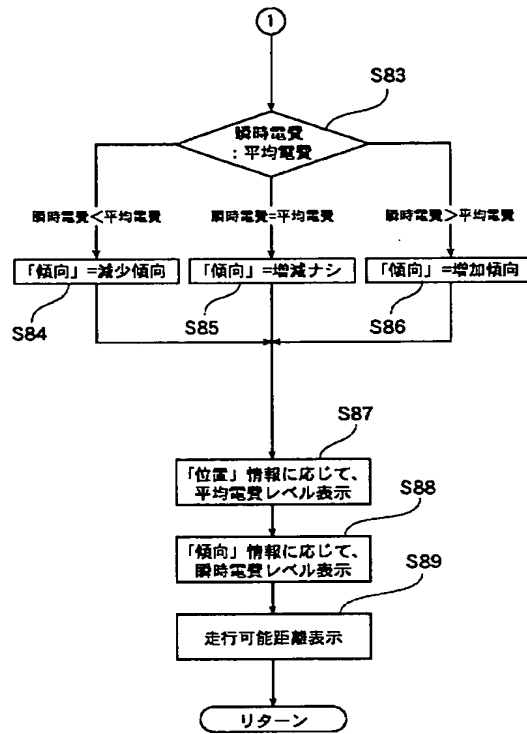 1
S83
瞬時電費
：平均電費
瞬時電費＜平均電費
瞬時電費=平均電費
瞬時電費＞平均電費
「傾向」=減少傾向
「傾向」=増減ナシ
「傾向」=増加傾向
S84
S85
S86
S87
「位置」情報に応じて、
平均電費レベル表示
S88
「傾向」情報に応じて、
瞬時電費レベル表示
S89
走行可能距離表示
リターン